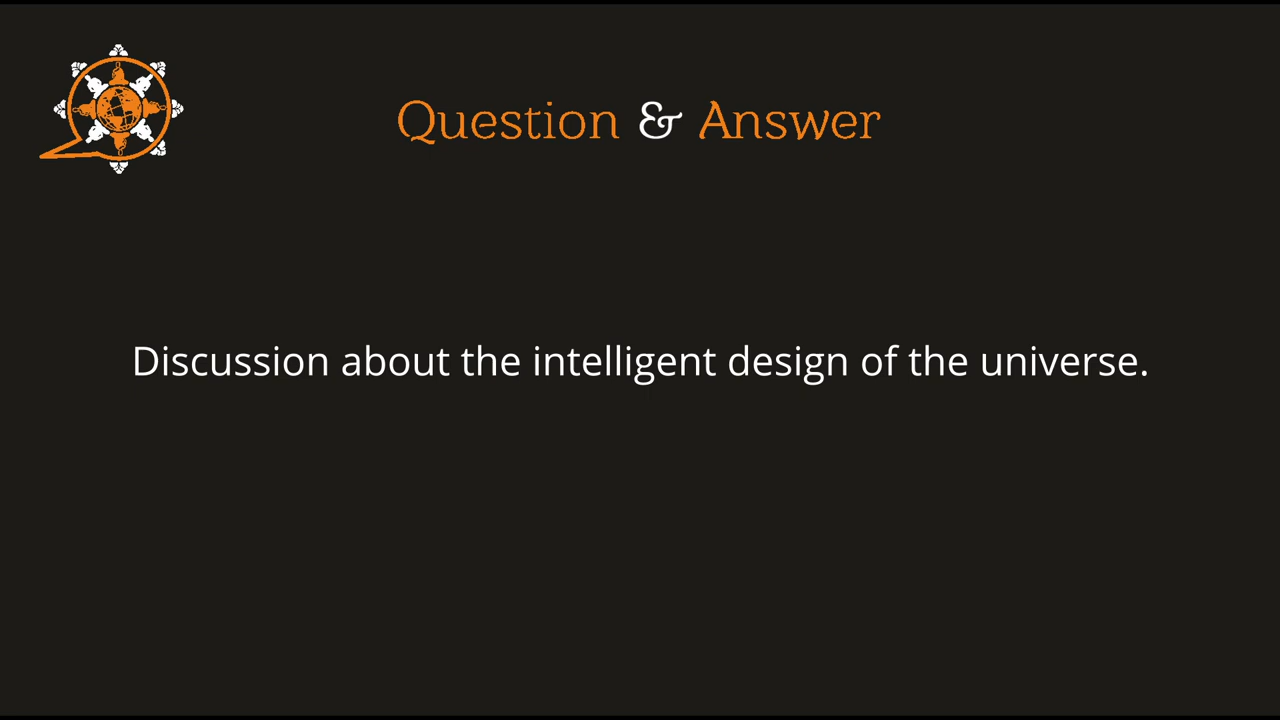 Question & Answer
Discussion about the intelligent design of the universe.